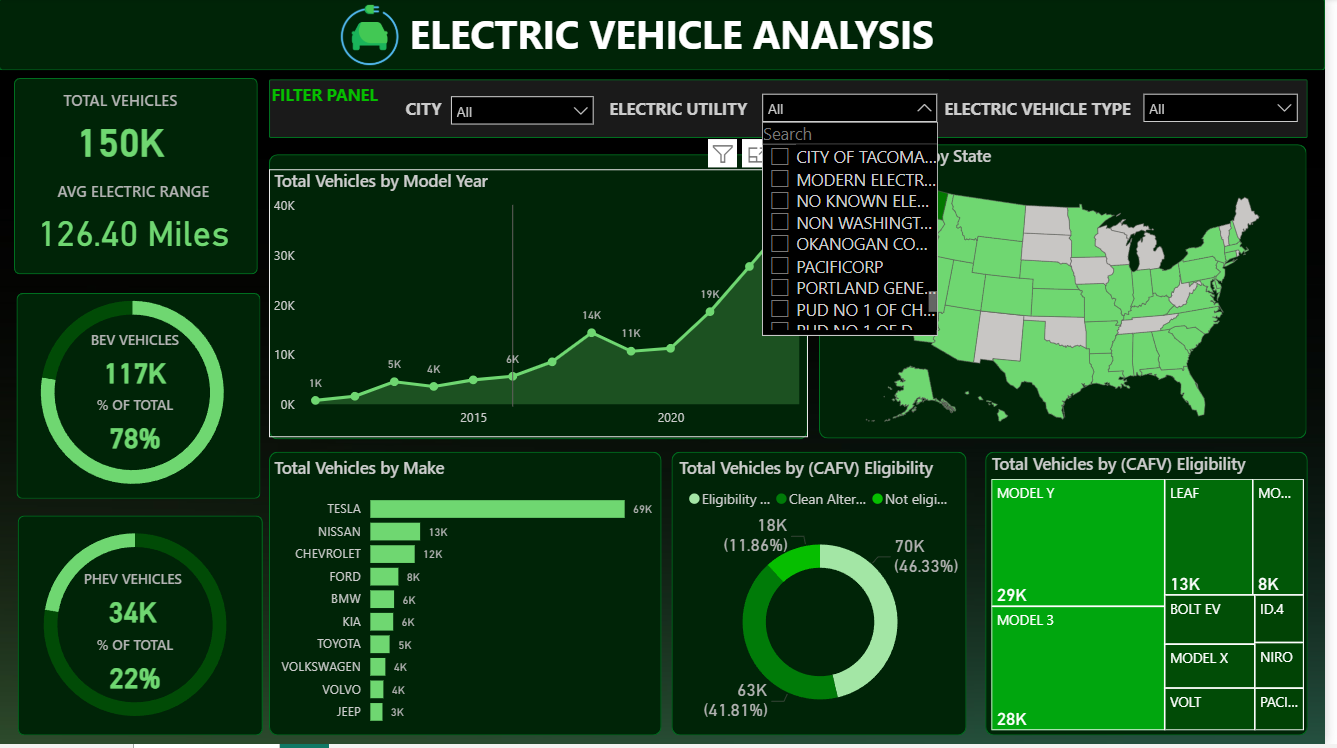 ELECTRIC VEHICLE ANALYSIS
TOTAL VEHICLES
150K
AVG ELECTRIC RANGE
126.40 Miles
FILTER PANEL
CITY
All
ELECTRIC UTILITY
All
Search
CITY OF TACOMA...
MODERN ELECTR...
NO KNOWN ELE...
NON WASHINGT...
OKANOGAN CO...
PACIFICORP
PORTLAND GENE...
PUD NO 1 OF CH...
PUD NO 1 OF D
ELECTRIC VEHICLE TYPE
All
BEV VEHICLES
117K
% OF TOTAL
78%
PHEV VEHICLES
34K
% OF TOTAL
22%
Total Vehicles by Model Year
40K
30K
20K
10K
0K
1K
5K
4K
6K
14K
11K
19K
2015
2020
by State
Total Vehicles by Make
TESLA 69K
NISSAN 13K
CHEVROLET 12K
FORD 8K
BMW 6K
KIA 6K
TOYOTA 5K
VOLKSWAGEN 4K
VOLVO 4K
JEEP 3K
Total Vehicles by (CAFV) Eligibility
Eligibility ... Clean Alter... Not eligi...
18K
(11.86%)
70K
(46.33%)
63K
(41.81%)
Total Vehicles by (CAFV) Eligibility
MODEL Y
29K
MODEL 3
28K
LEAF
13K
MO...
8K
BOLT EV
ID.4
MODEL X
NIRO
VOLT
PACI...